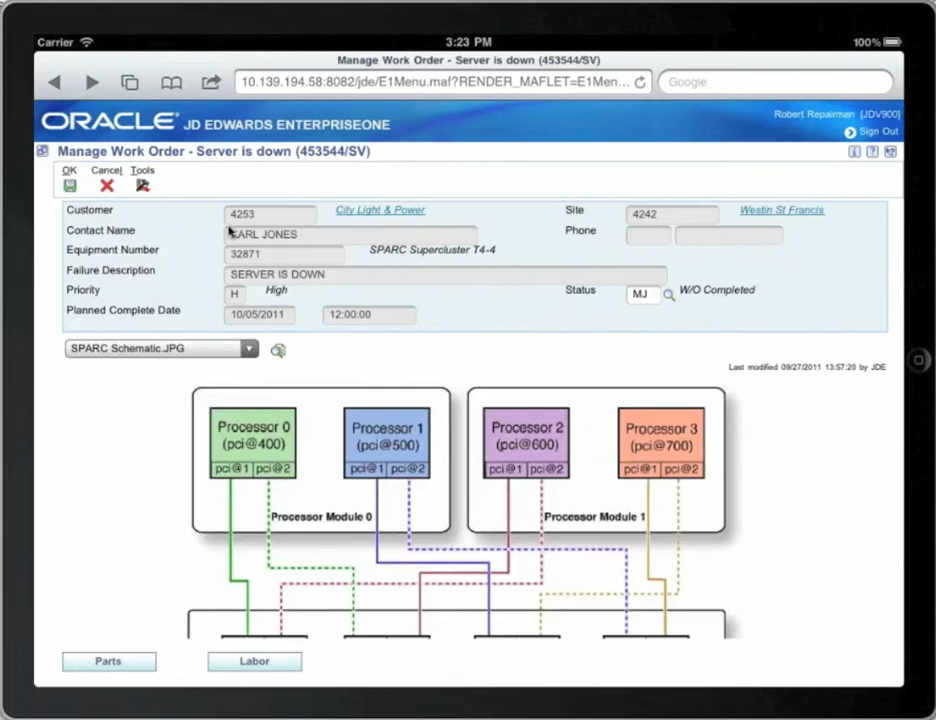 Carrier 3:23 PM 100%
Manage Work Order - Server is down (453544/SV)
10.139.194.58:8082/jde/E1Menu.maf?RENDER_MAFLET=E1Men... Google
ORACLE JD EDWARDS ENTERPRISEONE
Robert Repairman [JDV900]
Sign Out
Manage Work Order - Server is down (453544/SV)
OK Cancel Tools
Customer 4253 City Light & Power Site 4242 Westin St Francis
Contact Name KARL JONES Phone
Equipment Number 32871 SPARC Supercluster T4-4
Failure Description SERVER IS DOWN
Priority H High Status MJ W/O Completed
Planned Complete Date 10/05/2011 12:00:00
SPARC Schematic.JPG
Last modified 09/27/2011 13:57:20 by JDE
Processor 0 Processor 1 Processor 2 Processor 3
(pci@400) (pci@500) (pci@600) (pci@700)
pci@1 pci@2 pci@1 pci@2 pci@1 pci@2 pci@1 pci@2
Processor Module 0 Processor Module 1
Parts Labor